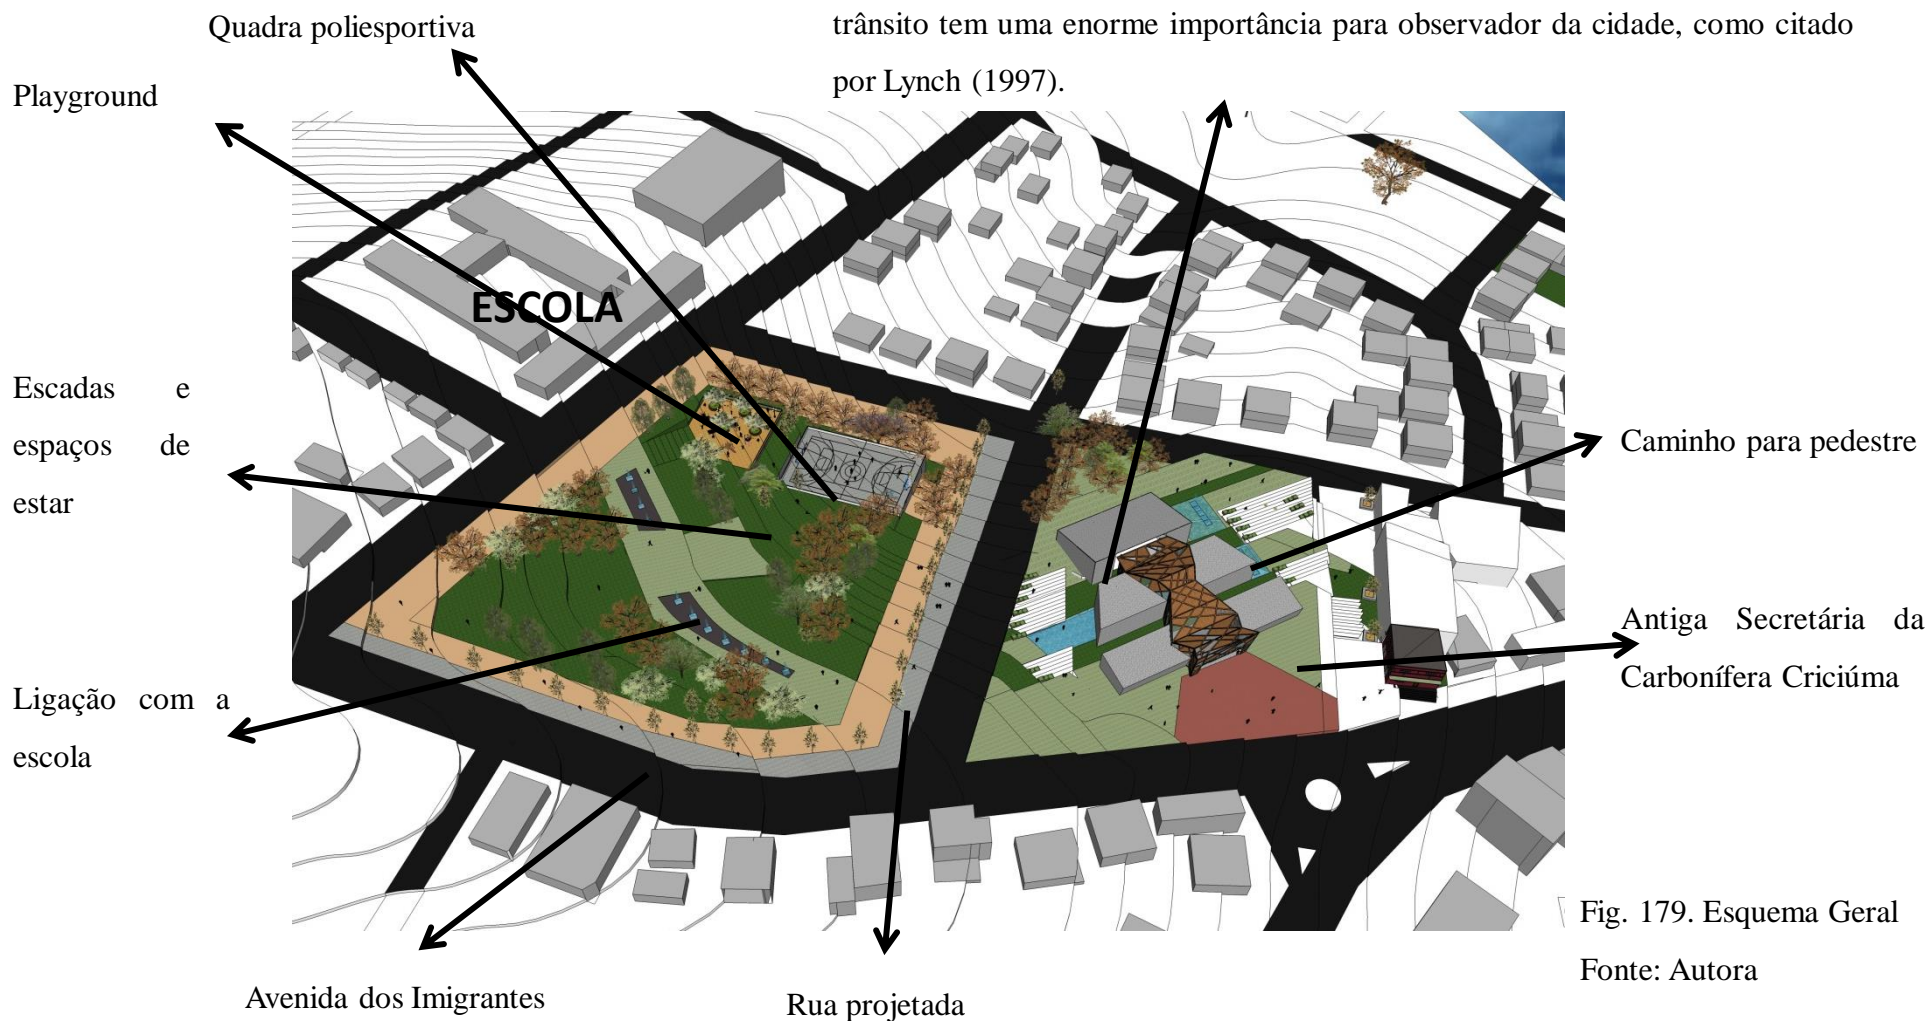 Quadra poliesportiva
trânsito tem uma enorme importância para observador da cidade, como citado
por Lynch (1997).
Playground
ESCOLA
Escadas e
espaços de
estar
Caminho para pedestre
Antiga Secretária da
Carbonífera Criciúma
Ligação com a
escola
Fig. 179. Esquema Geral
Fonte: Autora
Avenida dos Imigrantes
Rua projetada